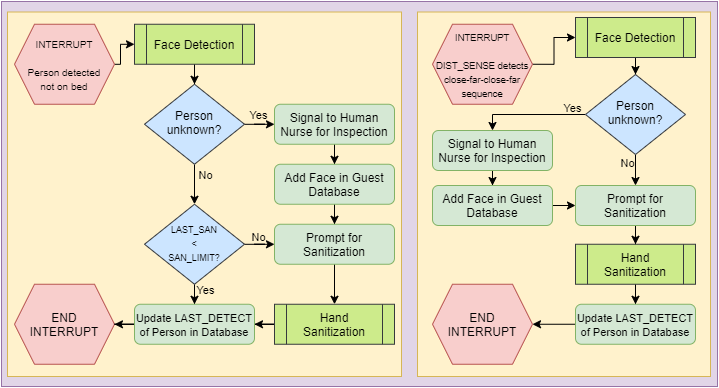 INTERRUPT
Person detected
not on bed
Face Detection
Person
unknown?
Yes
Signal to Human
Nurse for Inspection
No
Add Face in Guest
Database
LAST_SAN
<
SAN_LIMIT?
No
Prompt for
Sanitization
Yes
END
INTERRUPT
Update LAST_DETECT
of Person in Database
Hand
Sanitization
INTERRUPT
DIST_SENSE detects
close-far-close-far
sequence
Face Detection
Person
unknown?
Yes
Signal to Human
Nurse for Inspection
No
Add Face in Guest
Database
Prompt for
Sanitization
Hand
Sanitization
END
INTERRUPT
Update LAST_DETECT
of Person in Database